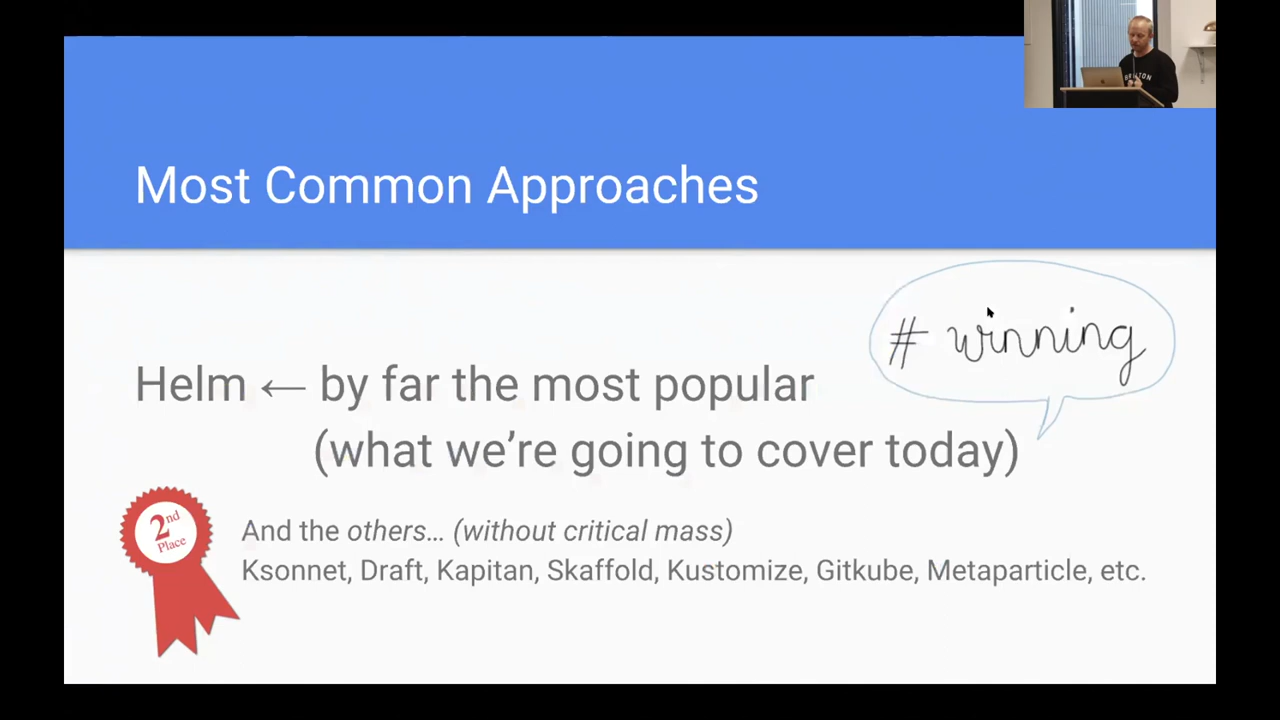 Most Common Approaches
# winning
Helm ← by far the most popular
(what we're going to cover today)
2nd
Place
And the others... (without critical mass)
Ksonnet, Draft, Kapitan, Skaffold, Kustomize, Gitkube, Metaparticle, etc.